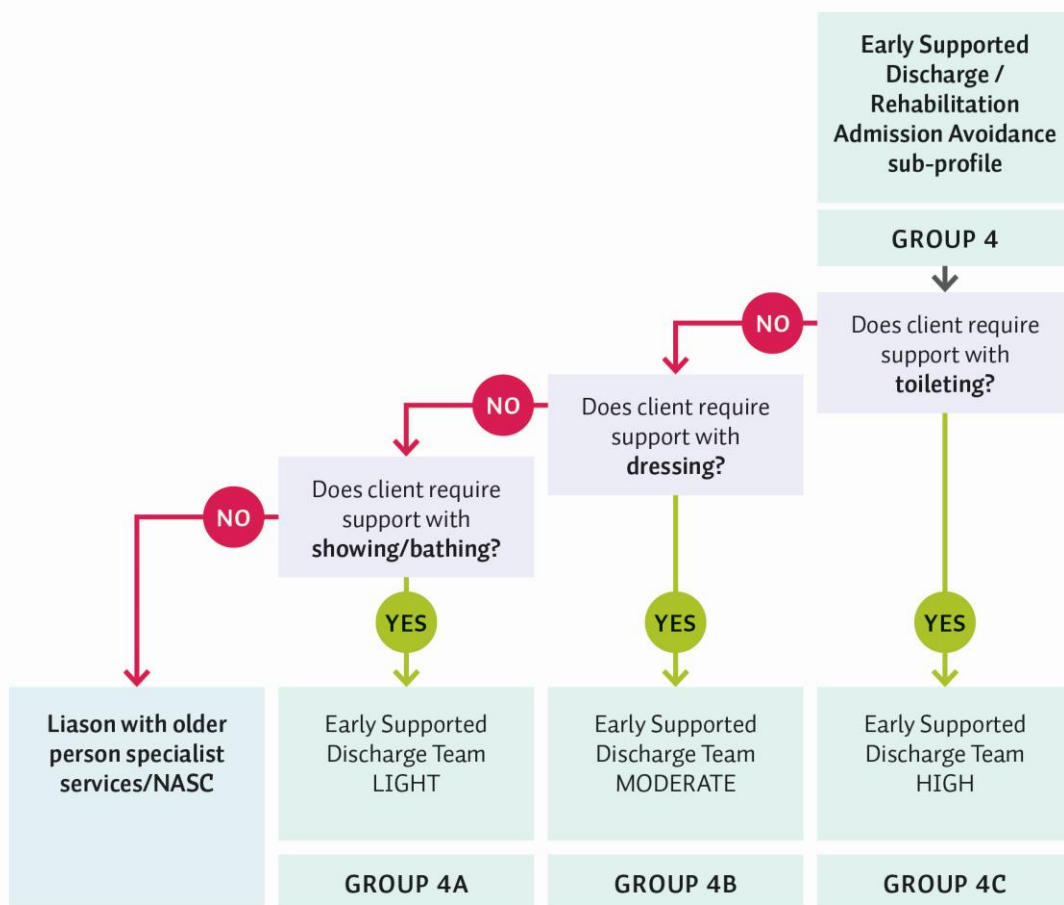 Early Supported
Discharge /
Rehabilitation
Admission Avoidance
sub-profile
GROUP 4
Does client require
support with
toileting?
NO
Does client require
support with
dressing?
NO
Does client require
support with
showing/bathing?
NO
YES
YES
YES
Liason with older
person specialist
services/NASC
Early Supported
Discharge Team
LIGHT
GROUP 4A
Early Supported
Discharge Team
MODERATE
GROUP 4B
Early Supported
Discharge Team
HIGH
GROUP 4C